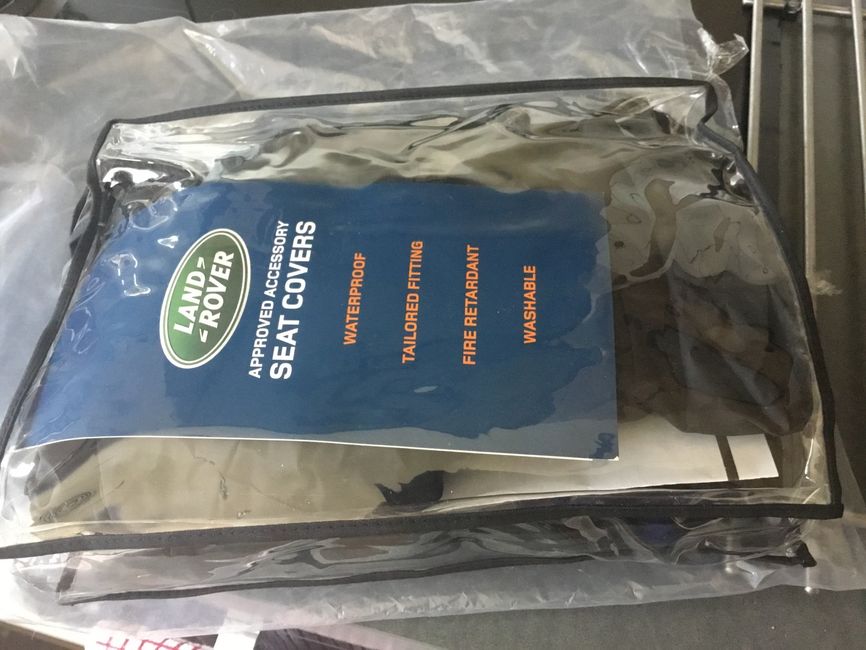 LAND
ROVER
APPROVED ACCESSORY
SEAT COVERS
WATERPROOF
TAILORED FITTING
FIRE RETARDANT
WASHABLE